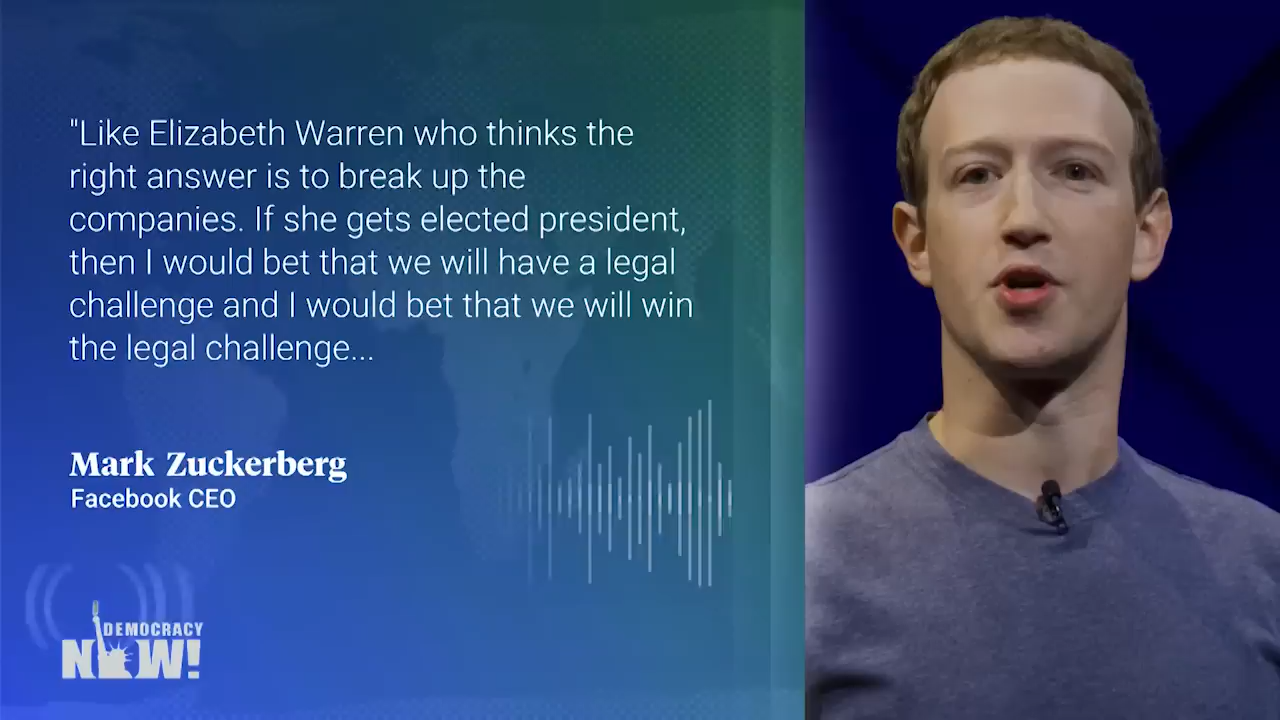 "Like Elizabeth Warren who thinks the
right answer is to break up the
companies. If she gets elected president,
then I would bet that we will have a legal
challenge and I would bet that we will win
the legal challenge...
Mark Zuckerberg
Facebook CEO
DEMOCRACY
NOW!